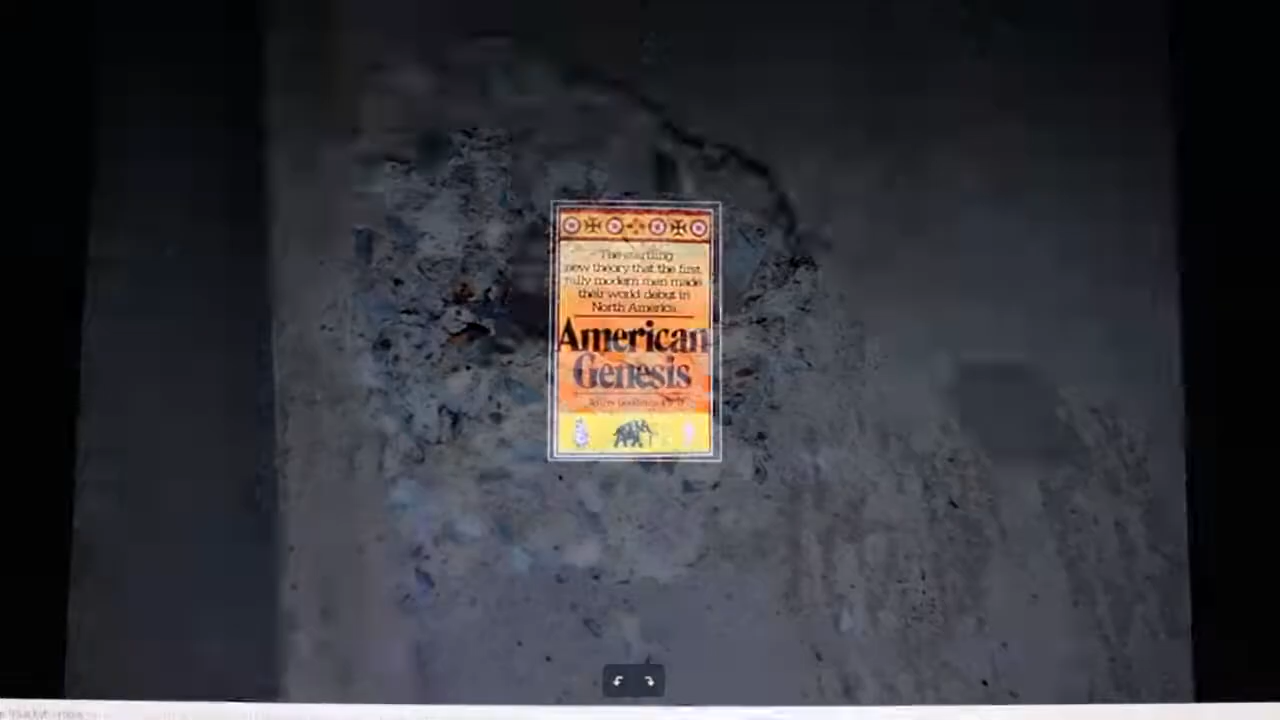 The startling
new theory that the first
fully modern men made
their world debut in
North America.
American
Genesis